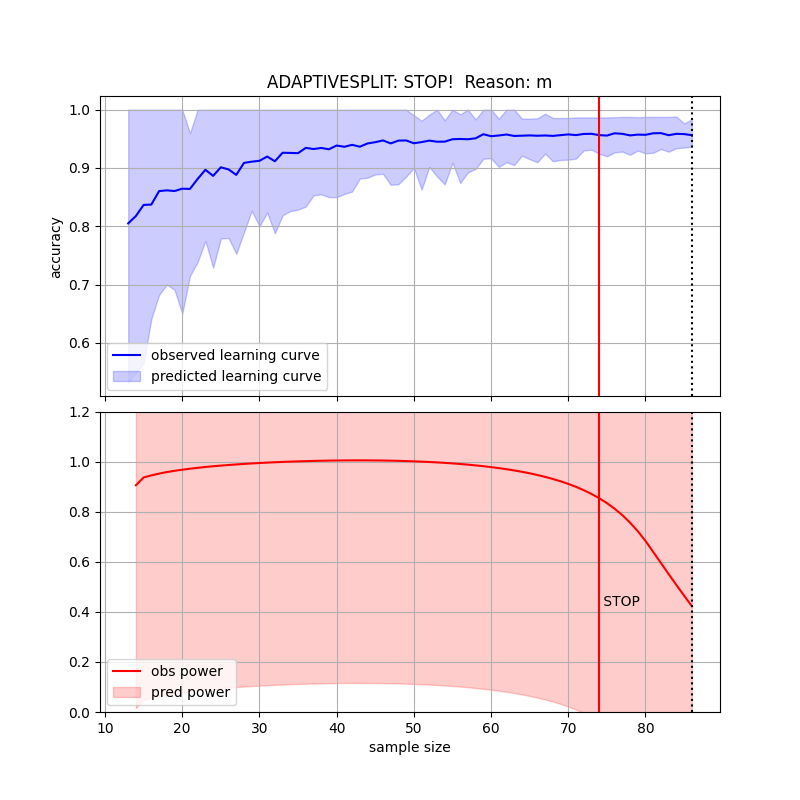 ADAPTIVESPLIT: STOP!  Reason: m
1.0
0.9
0.8
0.7
0.6
accuracy
observed learning curve
predicted learning curve
1.2
1.0
0.8
0.6
0.4
0.2
0.0
STOP
obs power
pred power
10 20 30 40 50 60 70 80
sample size